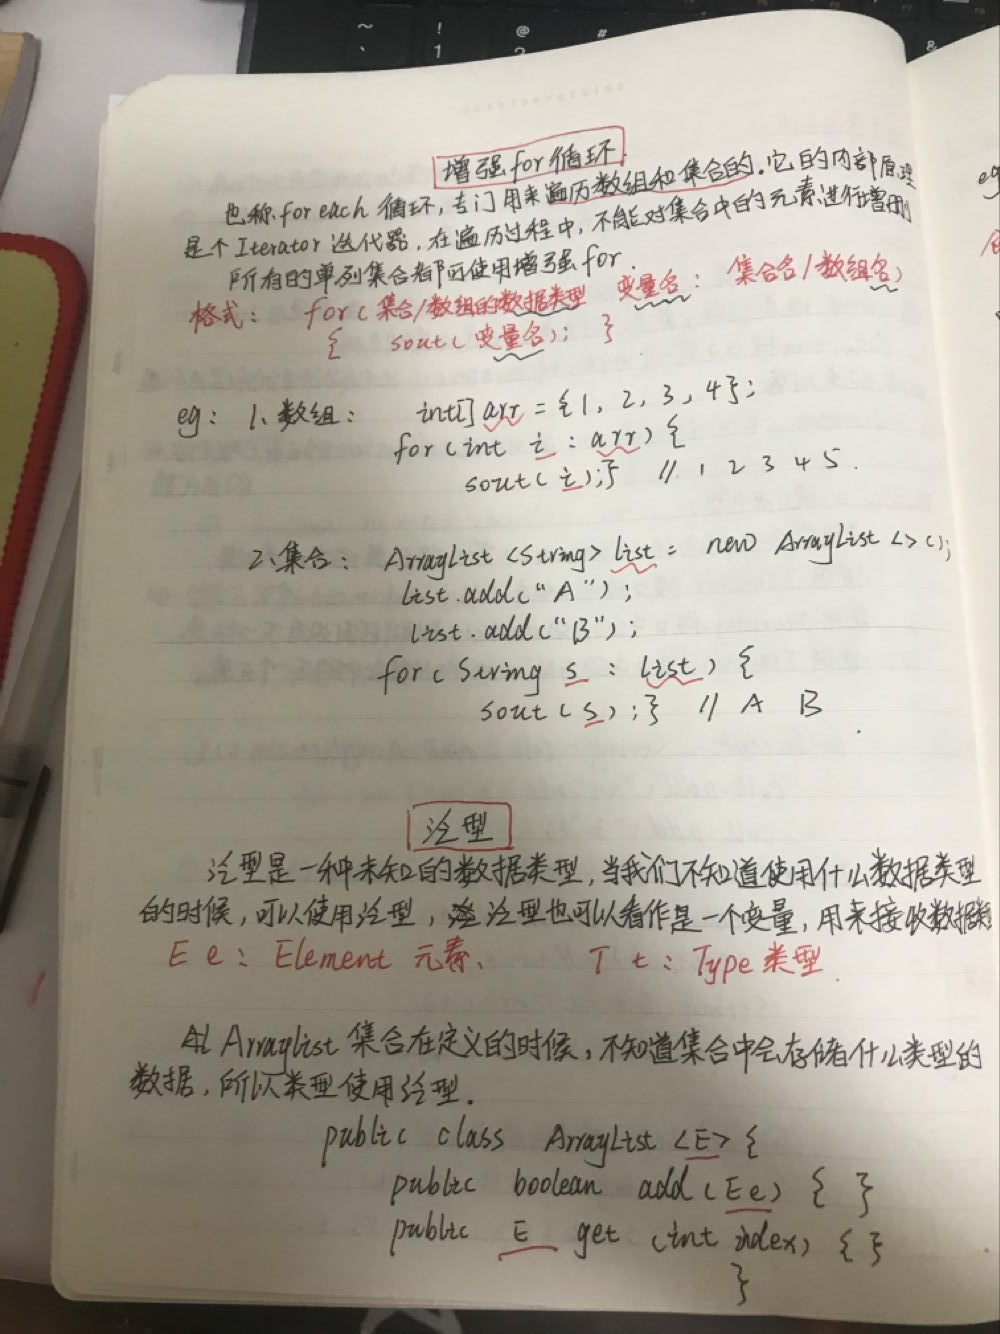 ~ ! @ # &
` 1 2
OURSTORYBEGINS
增强for循环
也称for each 循环,专门用来遍历数组和集合的.它的内部原理
是个Iterator 迭代器,在遍历过程中,不能对集合中的元素进行增删
所有的单列集合都可使用增强for.
格式: for(集合/数组的数据类型 变量名: 集合名/数组名)
{ sout(变量名); }
eg: 1、数组: int[] arr = {1, 2, 3, 4};
for(int i : arr) {
sout(i);} // 1 2 3 4 5.
2、集合: ArrayList <String> list = new ArrayList <>();
list.add("A");
list.add("B");
for( String s : list) {
sout(s);} // A B
泛型
泛型是一种未知的数据类型,当我们不知道使用什么数据类型
的时候,可以使用泛型, 泛型也可以看作是一个变量,用来接收数据类
E e: Element 元素、 T t: Type 类型
ArrayList 集合在定义的时候,不知道集合中会存储什么类型的
数据,所以类型使用泛型.
public class ArrayList <E> {
public boolean add(E e) { }
public E get (int index) { }
}
eg